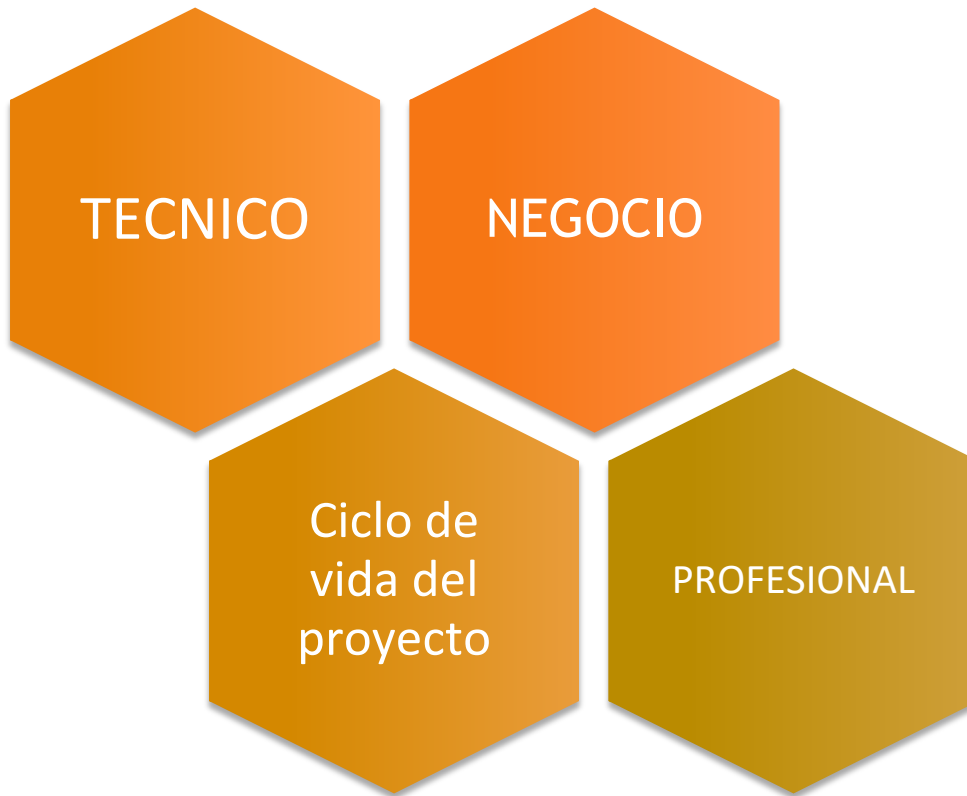 TECNICO
NEGOCIO
Ciclo de
vida del
proyecto
PROFESIONAL